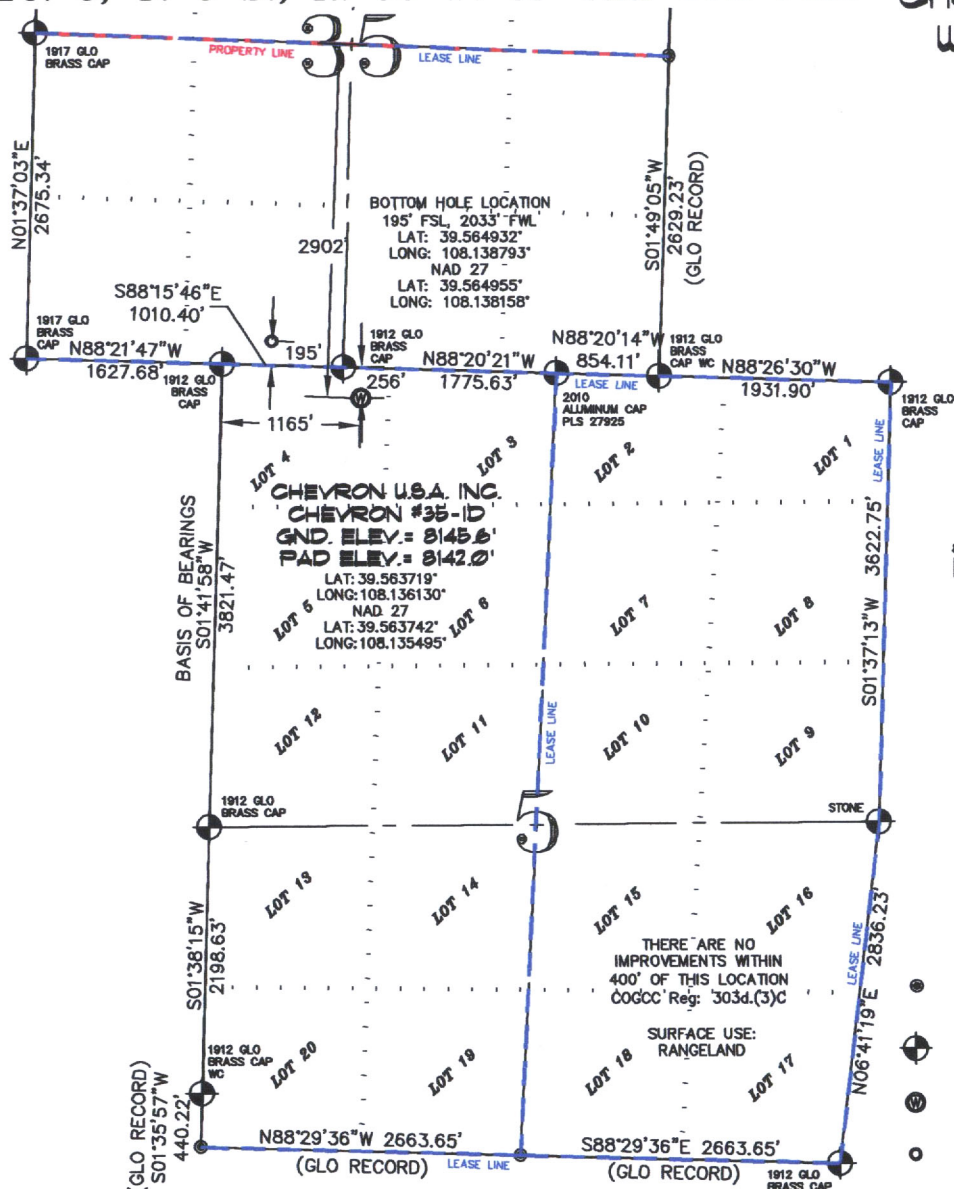 35
1917 GLO
BRASS CAP
PROPERTY LINE
LEASE LINE
N01°37'03"E
2675.34'
2902'
BOTTOM HOLE LOCATION
195' FSL, 2033' FWL
LAT: 39.564932°
LONG: 108.138793°
NAD 27
LAT: 39.564955°
LONG: 108.138158°
S01°49'05"W
2629.23'
(GLO RECORD)
S88°15'46"E
1010.40'
1917 GLO
BRASS
CAP
N88°21'47"W
1627.68'
1912 GLO
BRASS
CAP
195'
1912 GLO
BRASS
CAP
256'
1165'
W
N88°20'21"W
1775.63'
N88°20'14"W
854.11'
LEASE LINE
2010
ALUMINUM CAP
PLS 27925
1912 GLO
BRASS
CAP WC
N88°26'30"W
1931.90'
1912 GLO
BRASS
CAP
LOT 4
LOT 3
LOT 2
LOT 1
LEASE LINE
CHEVRON U.S.A. INC.
CHEVRON #35-1D
GND. ELEV.= 8145.6'
PAD ELEV.= 8142.0'
LAT: 39.563719°
LONG: 108.136130°
NAD 27
LAT: 39.563742°
LONG: 108.135495°
BASIS OF BEARINGS
S01°41'58"W
3821.47'
S01°37'13"W 3622.75'
LOT 5
LOT 6
LOT 7
LOT 8
LOT 12
LOT 11
LEASE LINE
LOT 10
LOT 9
1912 GLO
BRASS CAP
5
STONE
LOT 13
LOT 14
LOT 15
LOT 16
S01°38'15"W
2198.63'
THERE ARE NO
IMPROVEMENTS WITHIN
400' OF THIS LOCATION
COGCC Reg: 303d.(3)C
SURFACE USE:
RANGELAND
LEASE LINE
N06°41'19"E 2836.23'
1912 GLO
BRASS CAP
WC
LOT 20
LOT 19
LOT 18
LOT 17
W
(GLO RECORD)
S01°35'57"W
440.22'
N88°29'36"W 2663.65'
(GLO RECORD)
LEASE LINE
S88°29'36"E 2663.65'
(GLO RECORD)
1912 GLO
BRASS CAP